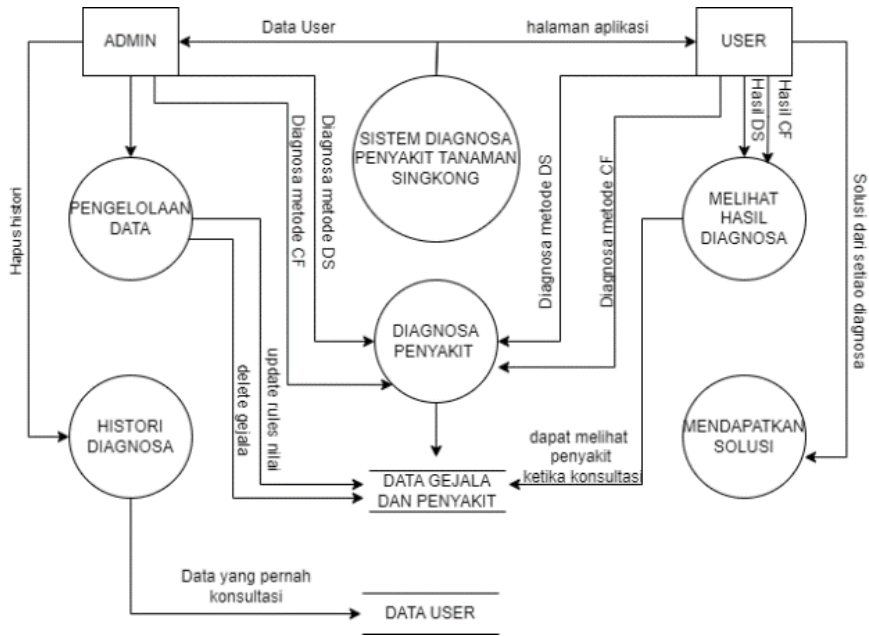 ADMIN
Data User
halaman aplikasi
USER
SISTEM DIAGNOSA
PENYAKIT TANAMAN
SINGKONG
PENGELOLAAN
DATA
MELIHAT
HASIL
DIAGNOSA
Hapus histori
Diagnosa metode CF
Diagnosa metode DS
Diagnosa metode DS
Diagnosa metode CF
Hasil DS
Hasil CF
Solusi dari setiao diagnosa
DIAGNOSA
PENYAKIT
HISTORI
DIAGNOSA
delete gejala
update rules nilai
MENDAPATKAN
SOLUSI
dapat melihat
penyakit
ketika konsultasi
DATA GEJALA
DAN PENYAKIT
Data yang pernah
konsultasi
DATA USER